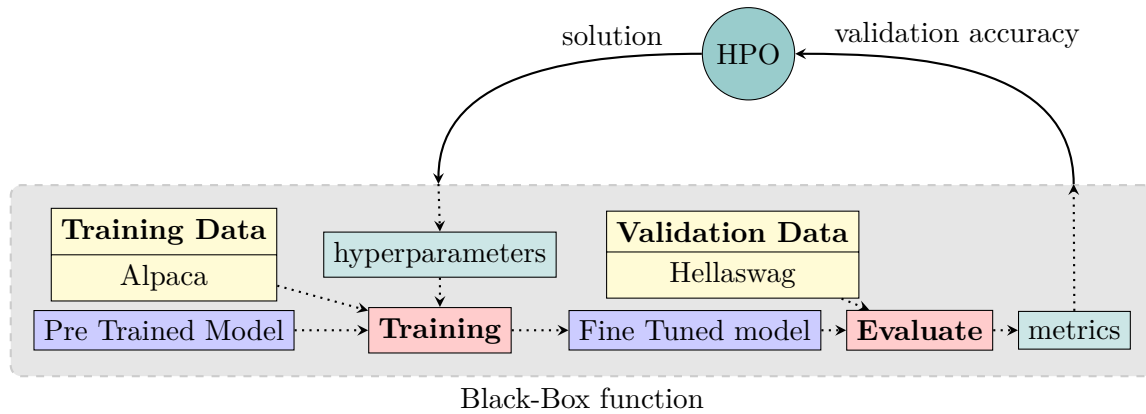 solution
HPO
validation accuracy
Training Data
Alpaca
hyperparameters
Validation Data
Hellaswag
Pre Trained Model
Training
Fine Tuned model
Evaluate
metrics
Black-Box function